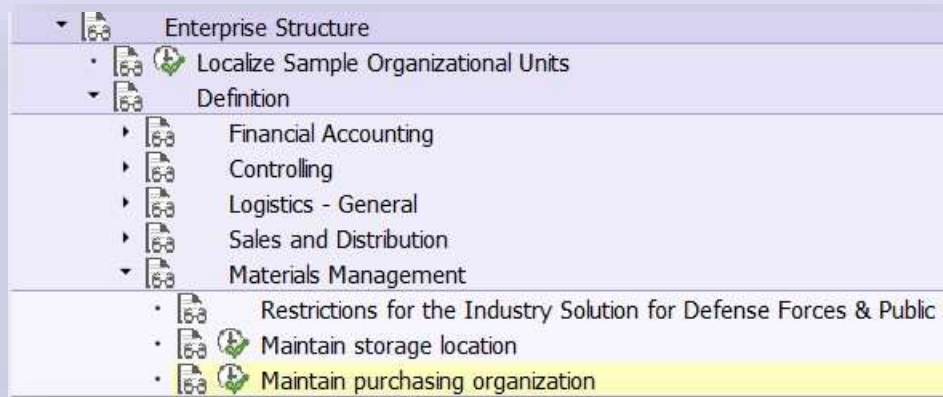 Enterprise Structure
Localize Sample Organizational Units
Definition
Financial Accounting
Controlling
Logistics - General
Sales and Distribution
Materials Management
Restrictions for the Industry Solution for Defense Forces & Public
Maintain storage location
Maintain purchasing organization